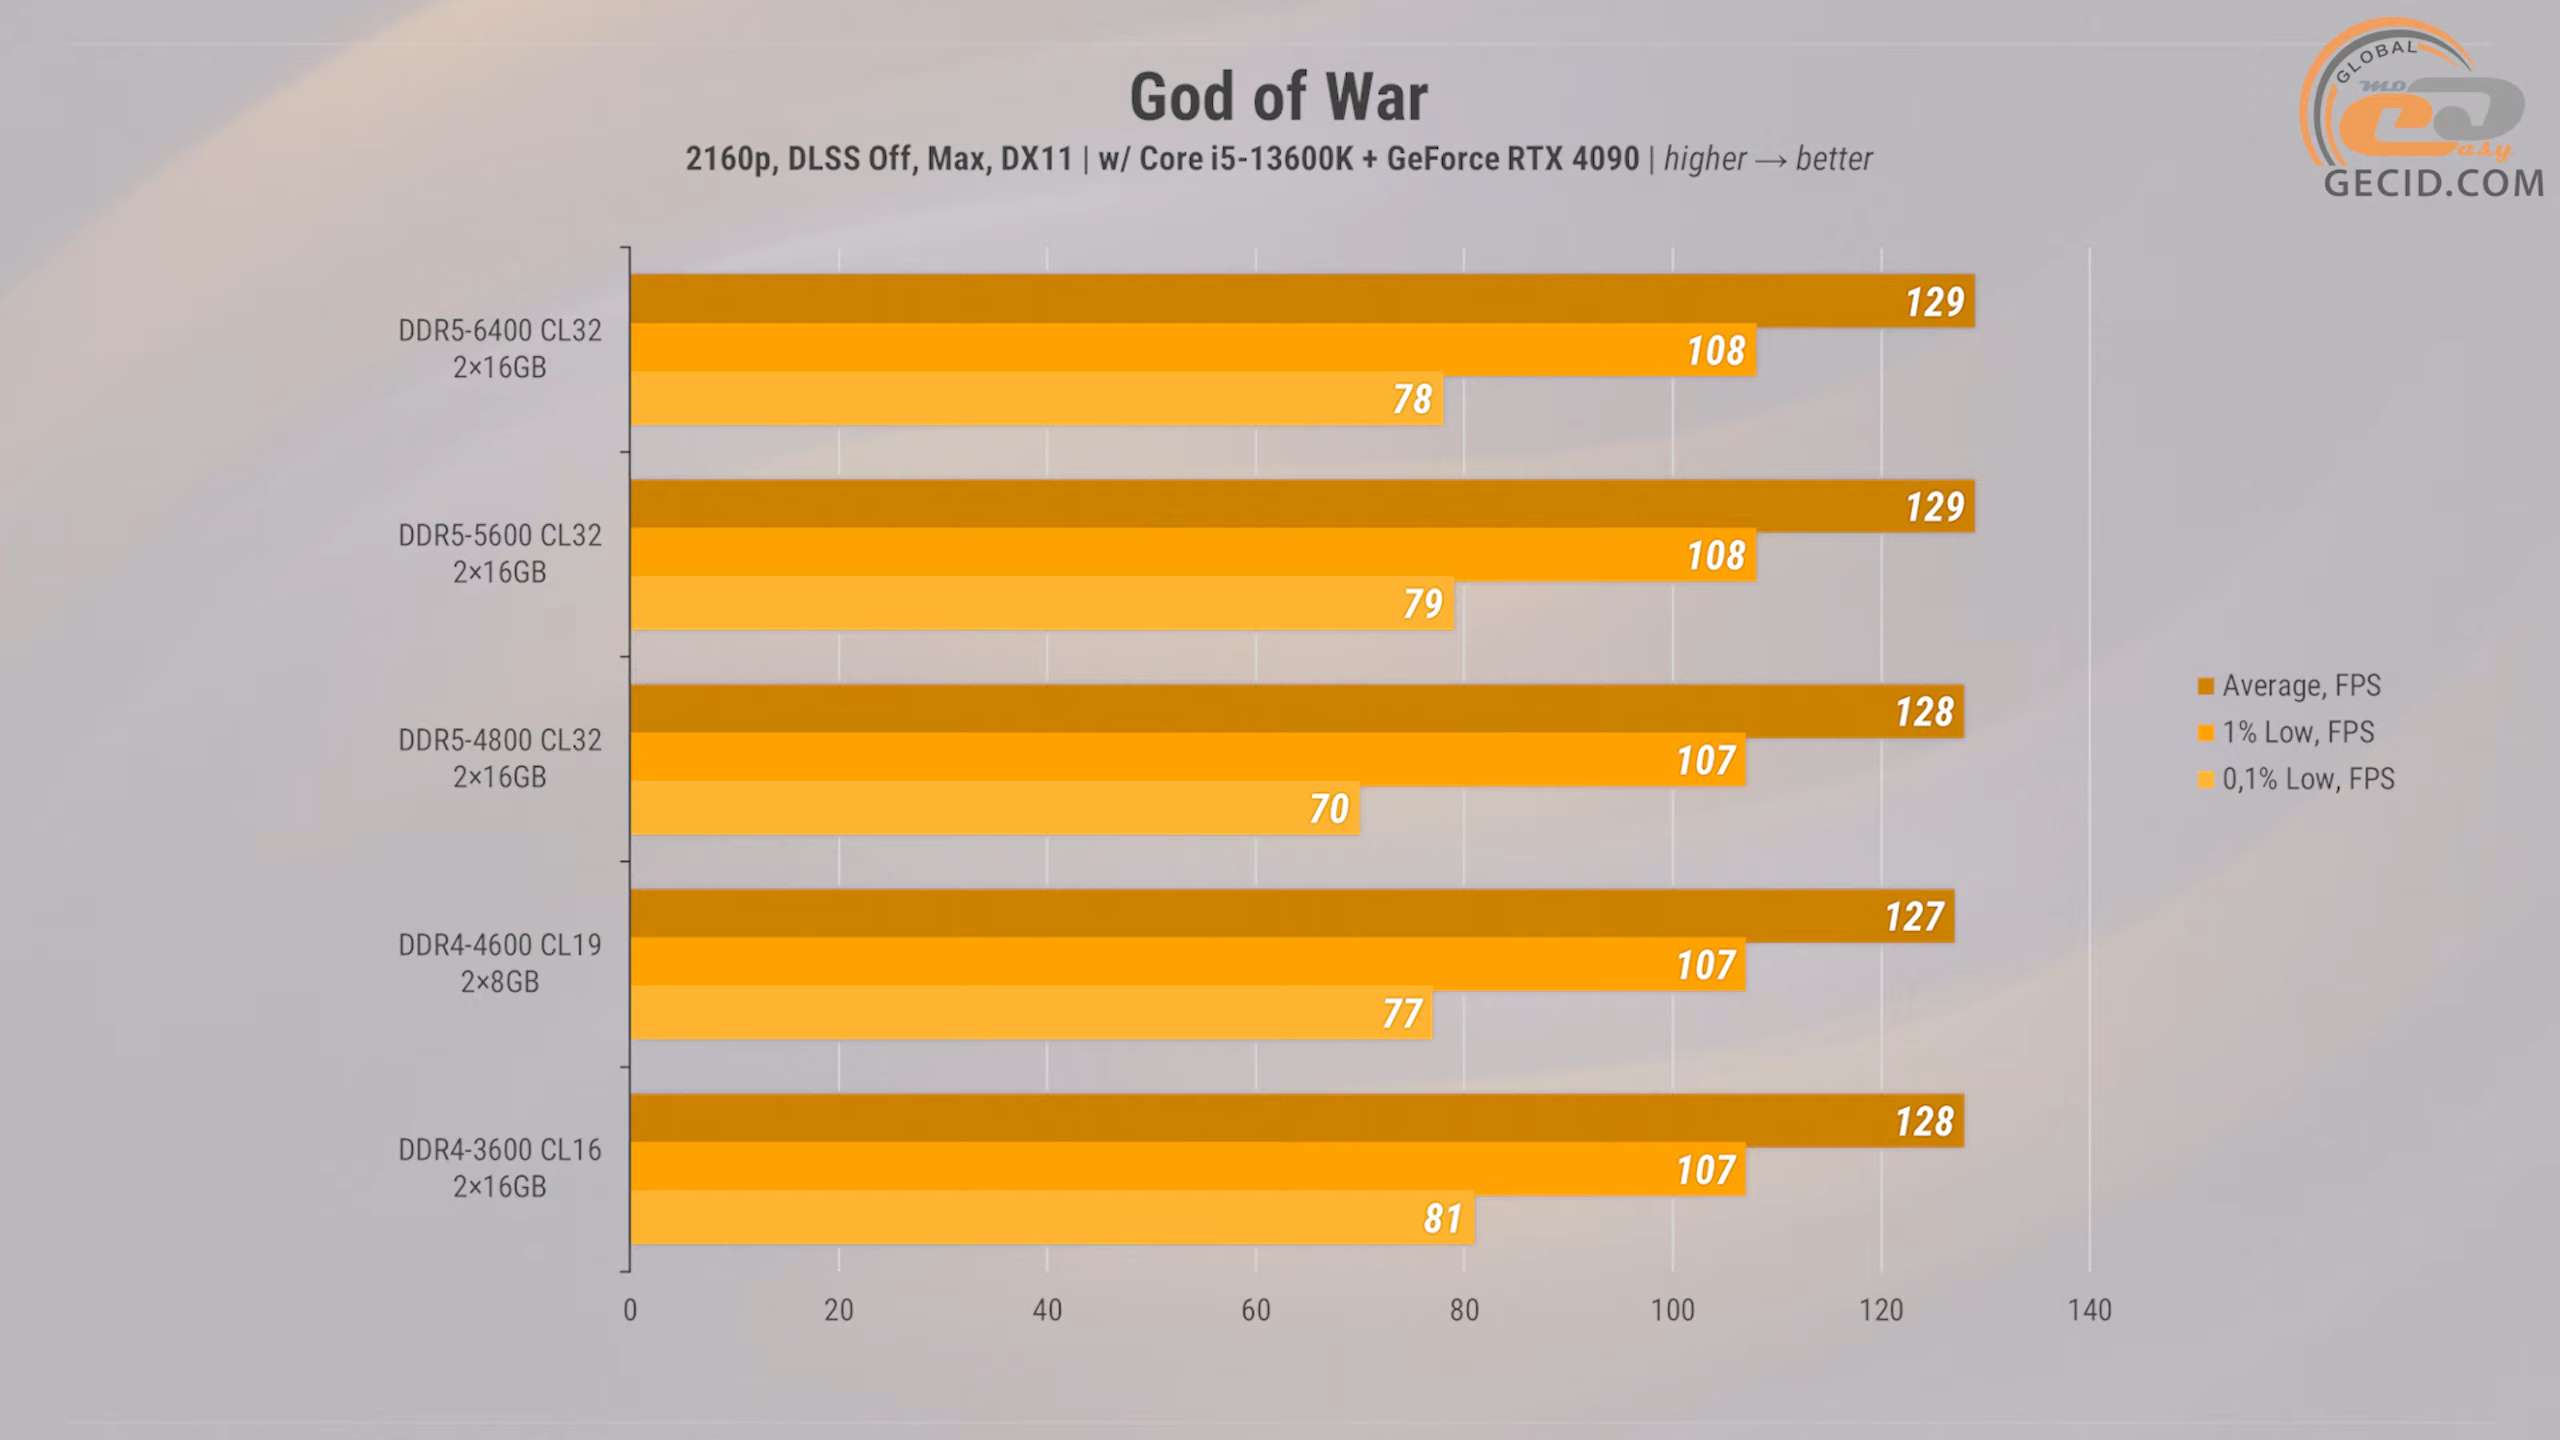 God of War
2160p, DLSS Off, Max, DX11 | w/ Core i5-13600K + GeForce RTX 4090 | higher → better
GLOBAL
easy
GECID.COM
DDR5-6400 CL32
2×16GB
129
108
78
DDR5-5600 CL32
2×16GB
129
108
79
DDR5-4800 CL32
2×16GB
128
107
70
DDR4-4600 CL19
2×8GB
127
107
77
DDR4-3600 CL16
2×16GB
128
107
81
Average, FPS
1% Low, FPS
0,1% Low, FPS
0 20 40 60 80 100 120 140